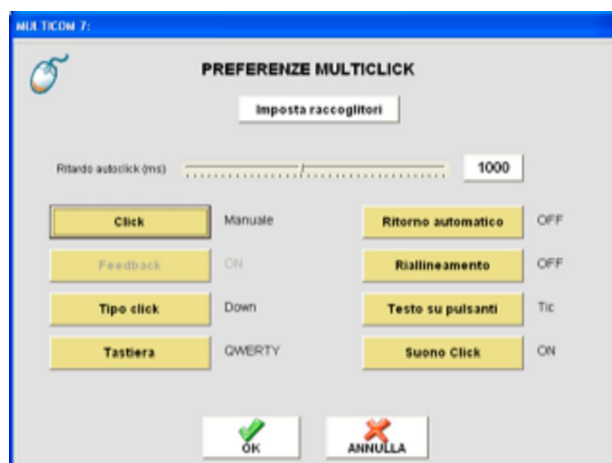 MULTICOM 7:
PREFERENZE MULTICLICK
Imposta raccoglitori
Ritardo autoclick (ms) 1000
Click Manuale Ritorno automatico OFF
Feedback ON Riallineamento OFF
Tipo click Down Testo su pulsanti Tic
Tastiera QWERTY Suono Click ON
OK ANNULLA